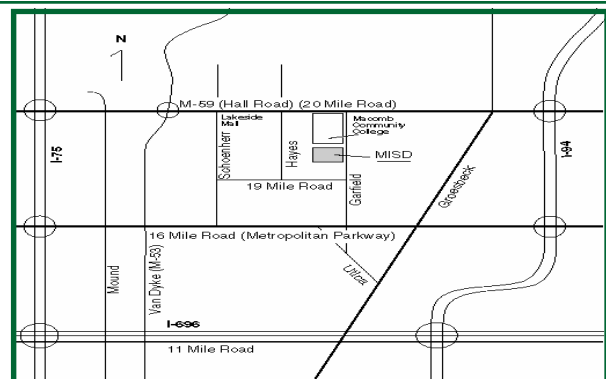 N
1
M-59 (Hall Road) (20 Mile Road)
Lakeside
Mall
Macomb
Community
College
I-75
Schoenherr
Hayes
MISD
I-94
19 Mile Road
Garfield
Groesbeck
16 Mile Road (Metropolitan Parkway)
Mound
Van Dyke (M-53)
Utica
I-696
11 Mile Road